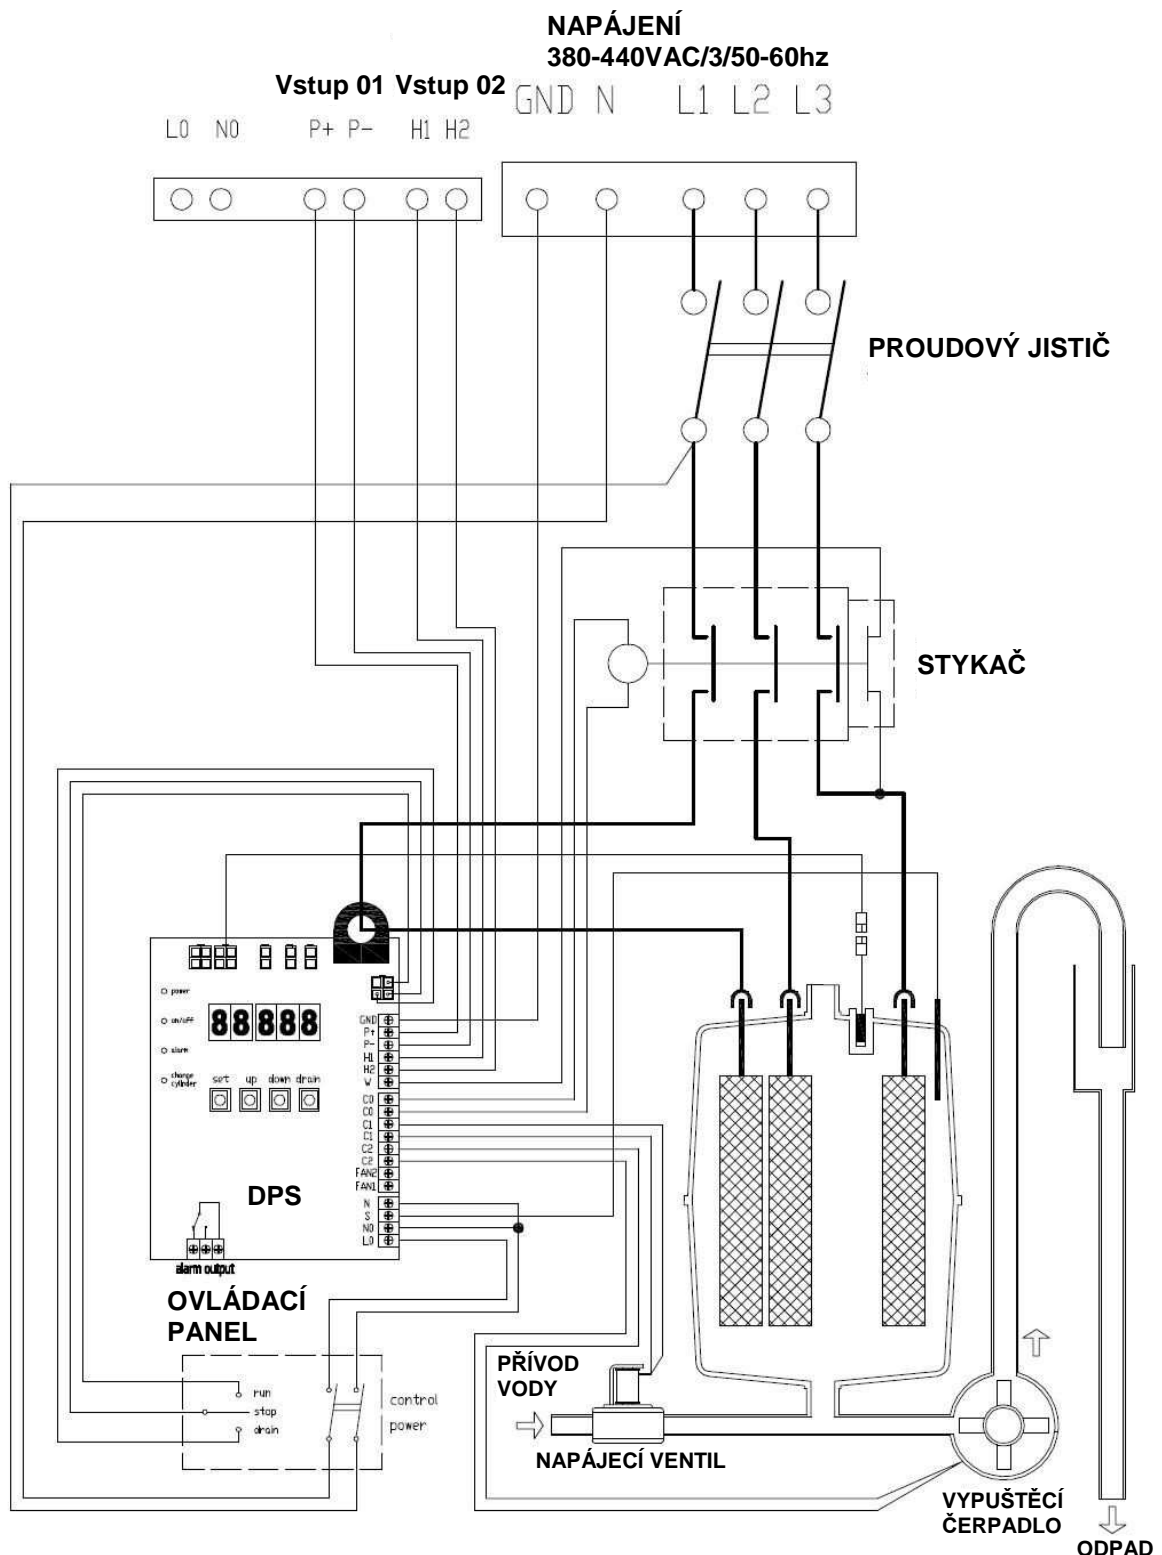 NAPÁJENÍ
380-440VAC/3/50-60hz
Vstup 01 Vstup 02
GND N L1 L2 L3
L0 N0 P+ P- H1 H2
PROUDOVÝ JISTIČ
STYKAČ
power
on/off
alarm
change
cylinder
88888
set up down drain
GND
P+
P-
H1
H2
W
C0
C0
C1
C1
C2
C2
FAN2
FAN1
N
S
N0
L0
DPS
alarm output
OVLÁDACÍ
PANEL
run
stop
drain
control
power
PŘÍVOD
VODY
NAPÁJECÍ VENTIL
VYPUŠTĚCÍ
ČERPADLO
ODPAD